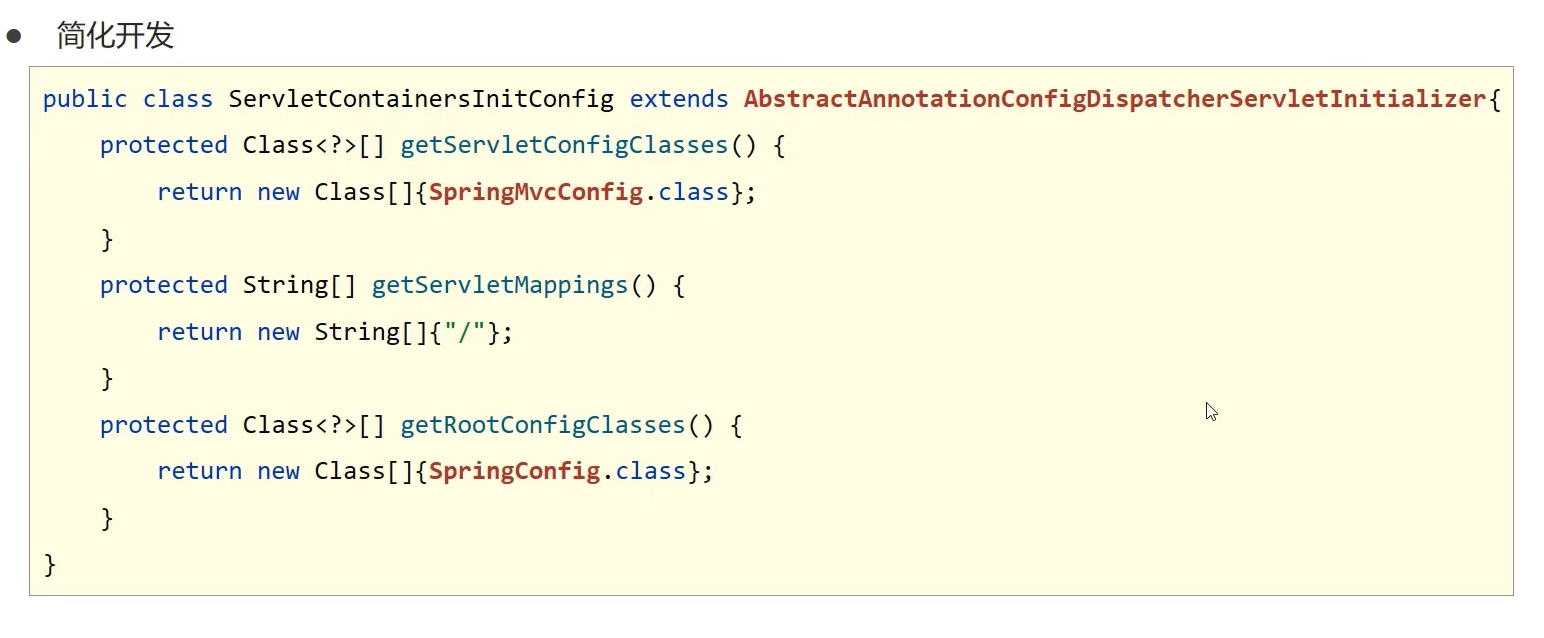 ● 简化开发
public class ServletContainersInitConfig extends AbstractAnnotationConfigDispatcherServletInitializer{
    protected Class<?>[] getServletConfigClasses() {
        return new Class[]{SpringMvcConfig.class};
    }
    protected String[] getServletMappings() {
        return new String[]{"/"};
    }
    protected Class<?>[] getRootConfigClasses() {
        return new Class[]{SpringConfig.class};
    }
}